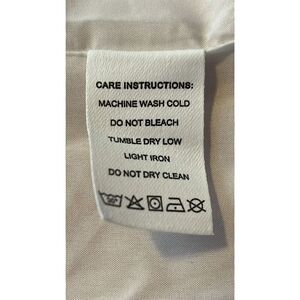 CARE INSTRUCTIONS:
MACHINE WASH COLD
DO NOT BLEACH
TUMBLE DRY LOW
LIGHT IRON
DO NOT DRY CLEAN